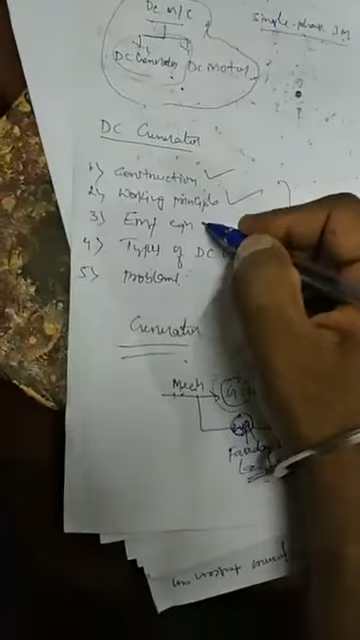 DC M/C
Single-phase IM
DC Generator DC Motor
DC Generator
1) Construction
2) Working principle
3) Emf eqn
4) Types of DC
5) Problems
Generator
Mech G